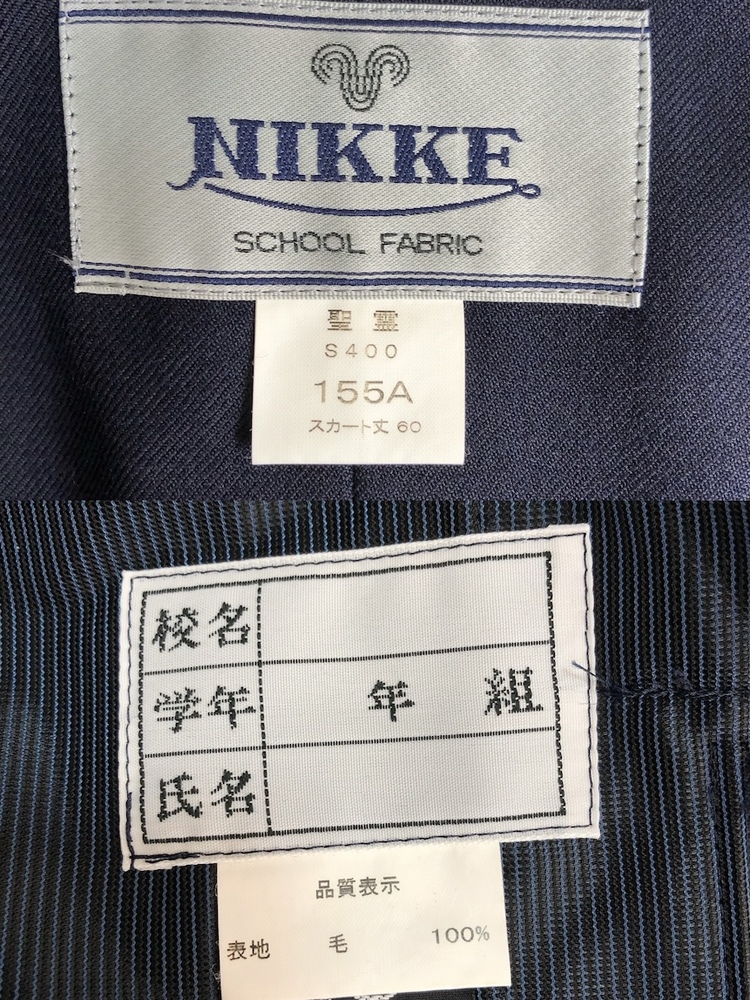 NIKKE
SCHOOL FABRIC
聖霊
S400
155A
スカート丈 60
校名
学年 年 組
氏名
品質表示
表地 毛 100%